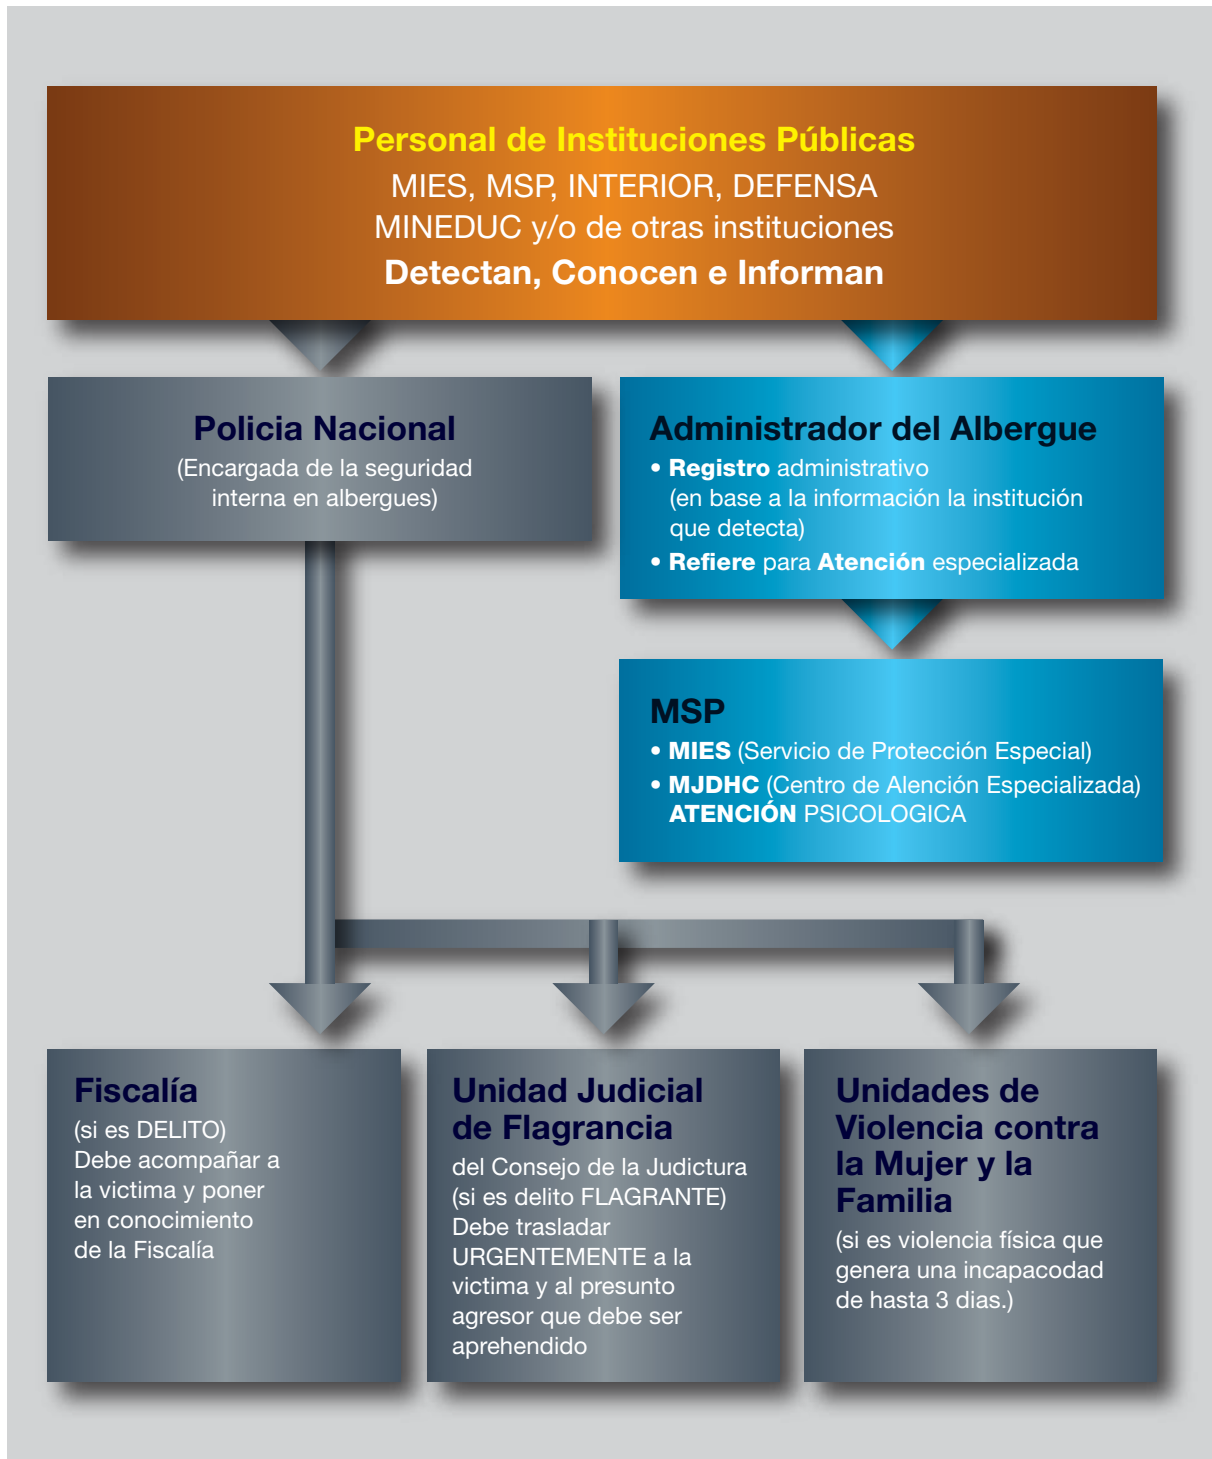 Personal de Instituciones Públicas
MIES, MSP, INTERIOR, DEFENSA
MINEDUC y/o de otras instituciones
Detectan, Conocen e Informan
Policia Nacional
(Encargada de la seguridad
interna en albergues)
Administrador del Albergue
• Registro administrativo
(en base a la información la institución
que detecta)
• Refiere para Atención especializada
MSP
• MIES (Servicio de Protección Especial)
• MJDHC (Centro de Alención Especializada)
ATENCIÓN PSICOLOGICA
Fiscalía
(si es DELITO)
Debe acompañar a
la victima y poner
en conocimiento
de la Fiscalía
Unidad Judicial
de Flagrancia
del Consejo de la Judictura
(si es delito FLAGRANTE)
Debe trasladar
URGENTEMENTE a la
victima y al presunto
agresor que debe ser
aprehendido
Unidades de
Violencia contra
la Mujer y la
Familia
(si es violencia física que
genera una incapacodad
de hasta 3 dias.)